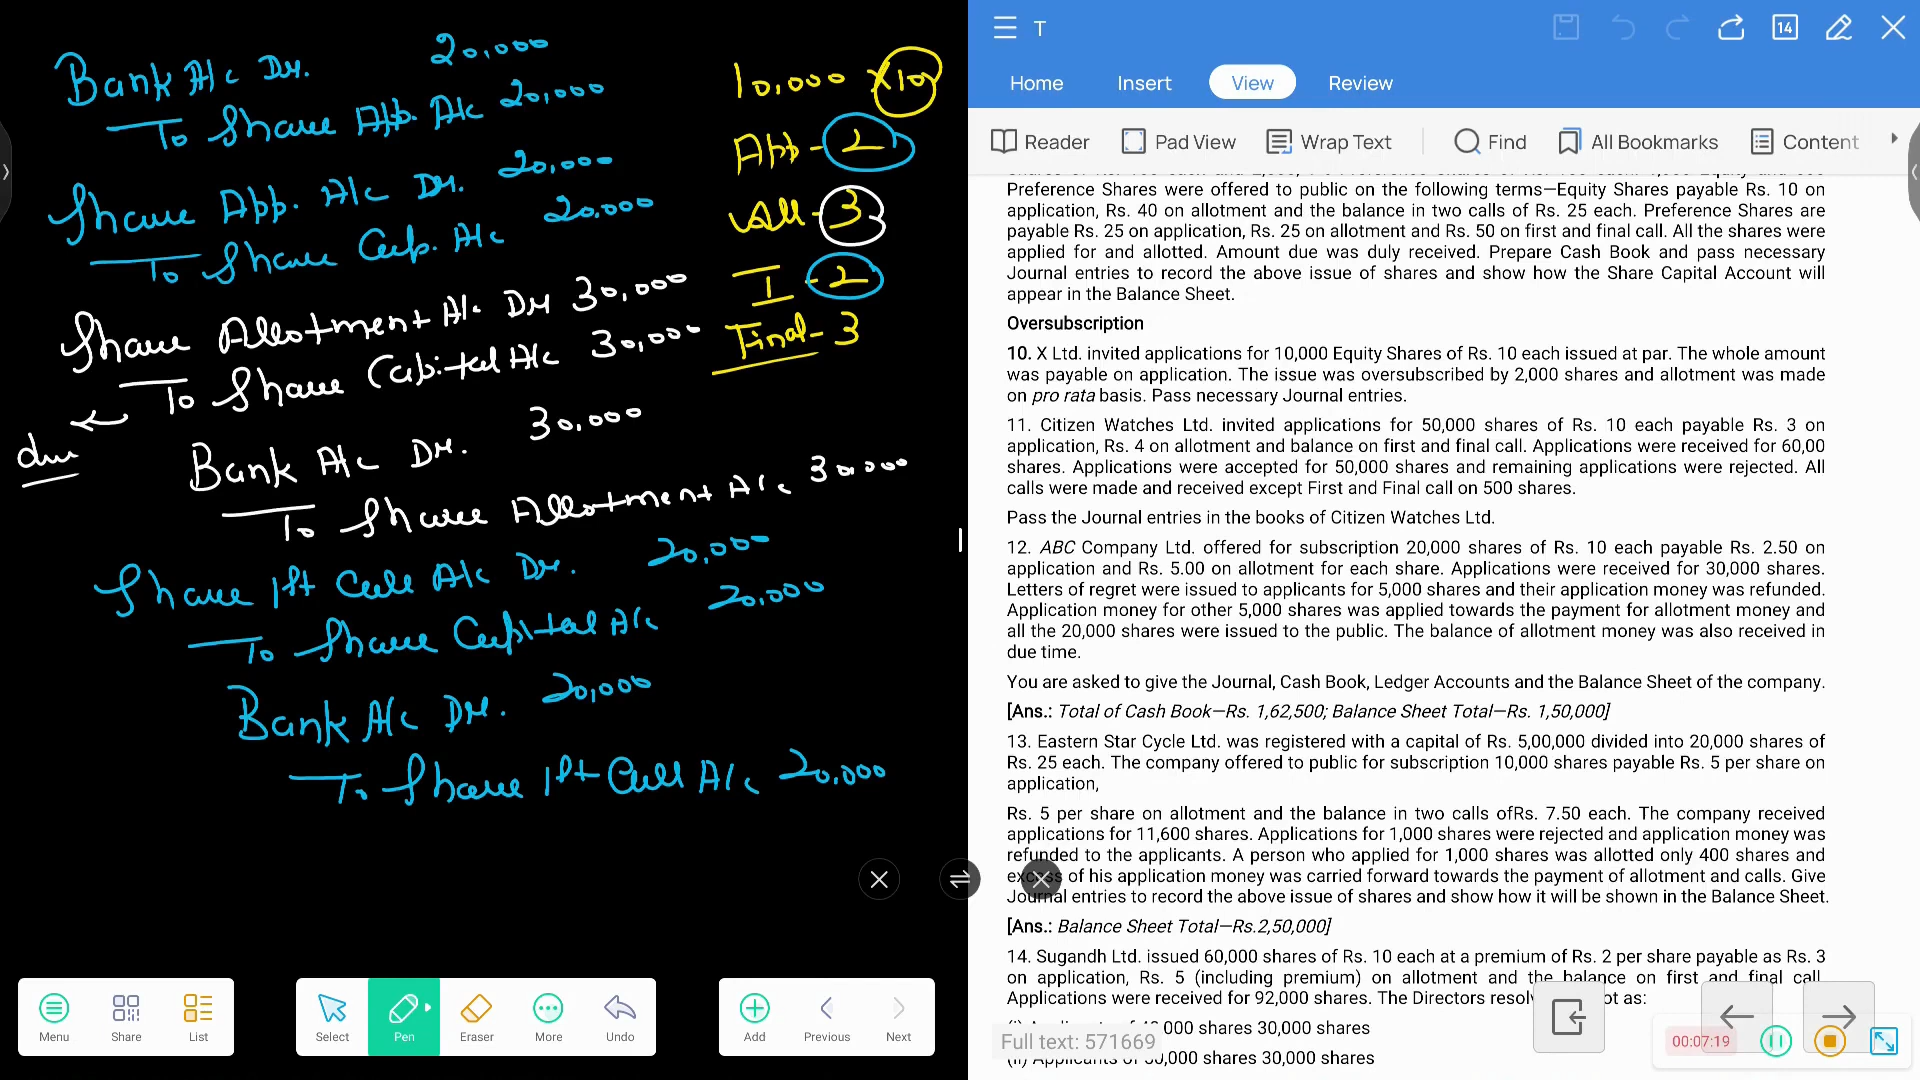 Bank A/c Dr. 20,000
To Share App. A/c 20,000
Share App. A/c Dr. 20,000
To Share Cap. A/c 20,000
Share Allotment A/c Dr 30,000
To Share Capital A/c 30,000
due
Bank A/c Dr. 30,000
To Share Allotment A/c 30,000
Share 1st Call A/c Dr. 20,000
To Share Capital A/c 20,000
Bank A/c Dr. 20,000
To Share 1st Call A/c 20,000
10,000 × 10
App - 2
All - 3
I - 2
Final - 3
Menu Share List Select Pen Eraser More Undo Add Previous Next
T 14
Home Insert View Review
Reader Pad View Wrap Text Find All Bookmarks Content
Preference Shares were offered to public on the following terms—Equity Shares payable Rs. 10 on
application, Rs. 40 on allotment and the balance in two calls of Rs. 25 each. Preference Shares are
payable Rs. 25 on application, Rs. 25 on allotment and Rs. 50 on first and final call. All the shares were
applied for and allotted. Amount due was duly received. Prepare Cash Book and pass necessary
Journal entries to record the above issue of shares and show how the Share Capital Account will
appear in the Balance Sheet.
Oversubscription
10. X Ltd. invited applications for 10,000 Equity Shares of Rs. 10 each issued at par. The whole amount
was payable on application. The issue was oversubscribed by 2,000 shares and allotment was made
on pro rata basis. Pass necessary Journal entries.
11. Citizen Watches Ltd. invited applications for 50,000 shares of Rs. 10 each payable Rs. 3 on
application, Rs. 4 on allotment and balance on first and final call. Applications were received for 60,00
shares. Applications were accepted for 50,000 shares and remaining applications were rejected. All
calls were made and received except First and Final call on 500 shares.
Pass the Journal entries in the books of Citizen Watches Ltd.
12. ABC Company Ltd. offered for subscription 20,000 shares of Rs. 10 each payable Rs. 2.50 on
application and Rs. 5.00 on allotment for each share. Applications were received for 30,000 shares.
Letters of regret were issued to applicants for 5,000 shares and their application money was refunded.
Application money for other 5,000 shares was applied towards the payment for allotment money and
all the 20,000 shares were issued to the public. The balance of allotment money was also received in
due time.
You are asked to give the Journal, Cash Book, Ledger Accounts and the Balance Sheet of the company.
[Ans.: Total of Cash Book—Rs. 1,62,500; Balance Sheet Total—Rs. 1,50,000]
13. Eastern Star Cycle Ltd. was registered with a capital of Rs. 5,00,000 divided into 20,000 shares of
Rs. 25 each. The company offered to public for subscription 10,000 shares payable Rs. 5 per share on
application,
Rs. 5 per share on allotment and the balance in two calls ofRs. 7.50 each. The company received
applications for 11,600 shares. Applications for 1,000 shares were rejected and application money was
refunded to the applicants. A person who applied for 1,000 shares was allotted only 400 shares and
excess of his application money was carried forward towards the payment of allotment and calls. Give
Journal entries to record the above issue of shares and show how it will be shown in the Balance Sheet.
[Ans.: Balance Sheet Total—Rs.2,50,000]
14. Sugandh Ltd. issued 60,000 shares of Rs. 10 each at a premium of Rs. 2 per share payable as Rs. 3
on application, Rs. 5 (including premium) on allotment and the balance on first and final call.
Applications were received for 92,000 shares. The Directors resolv ot as:
000 shares 30,000 shares
(ii) Applicants of 50,000 shares 30,000 shares
Full text: 571669
00:07:19